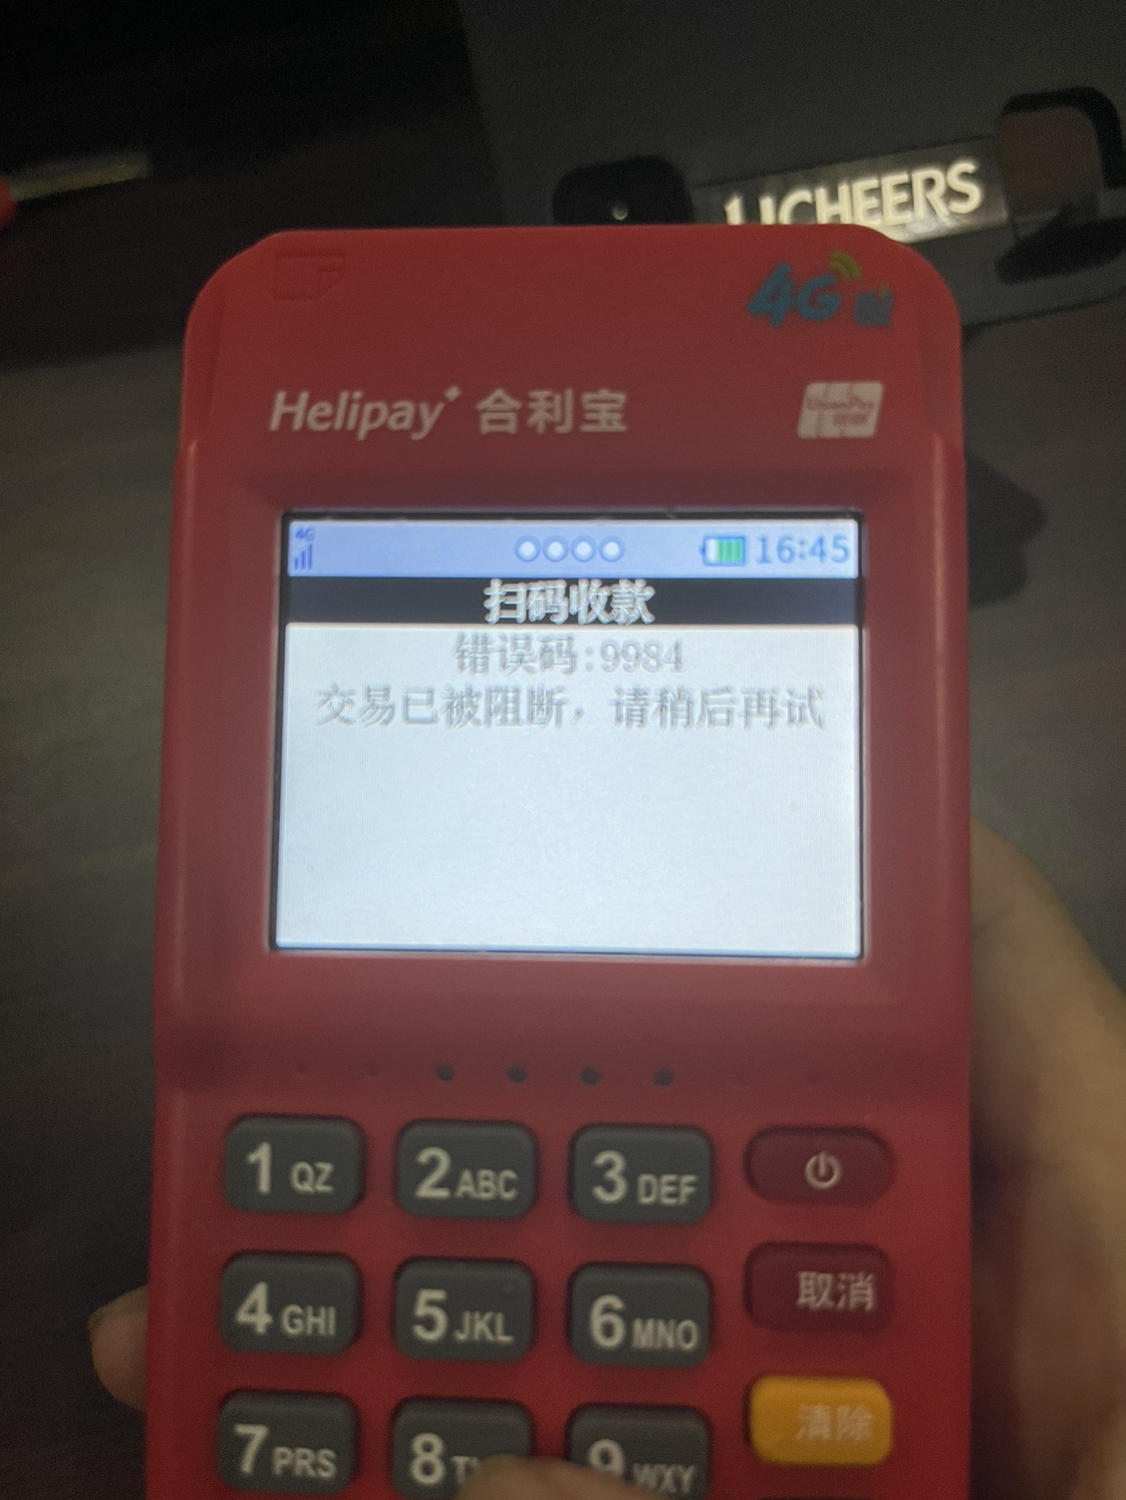 CHEERS
4G
Helipay 合利宝
4G
16:45
扫码收款
错误码:9984
交易已被阻断，请稍后再试
1 QZ
2 ABC
3 DEF
4 GHI
5 JKL
6 MNO
取消
7 PRS
8
9 WXY
清除